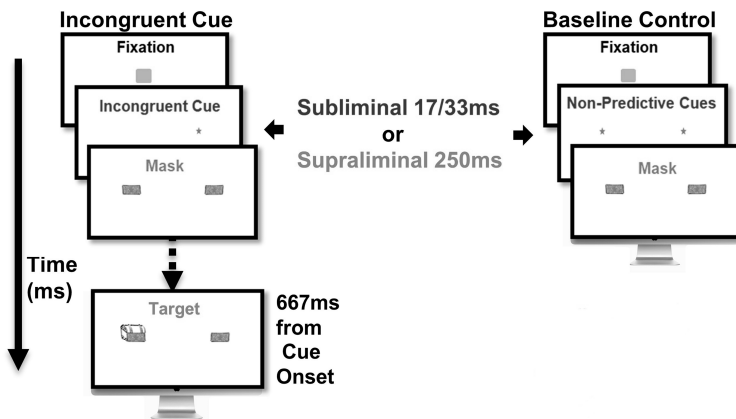 Incongruent Cue
Fixation
Incongruent Cue
Mask
Time
(ms)
Target
667ms
from
Cue
Onset
Subliminal 17/33ms
or
Supraliminal 250ms
Baseline Control
Fixation
Non-Predictive Cues
Mask